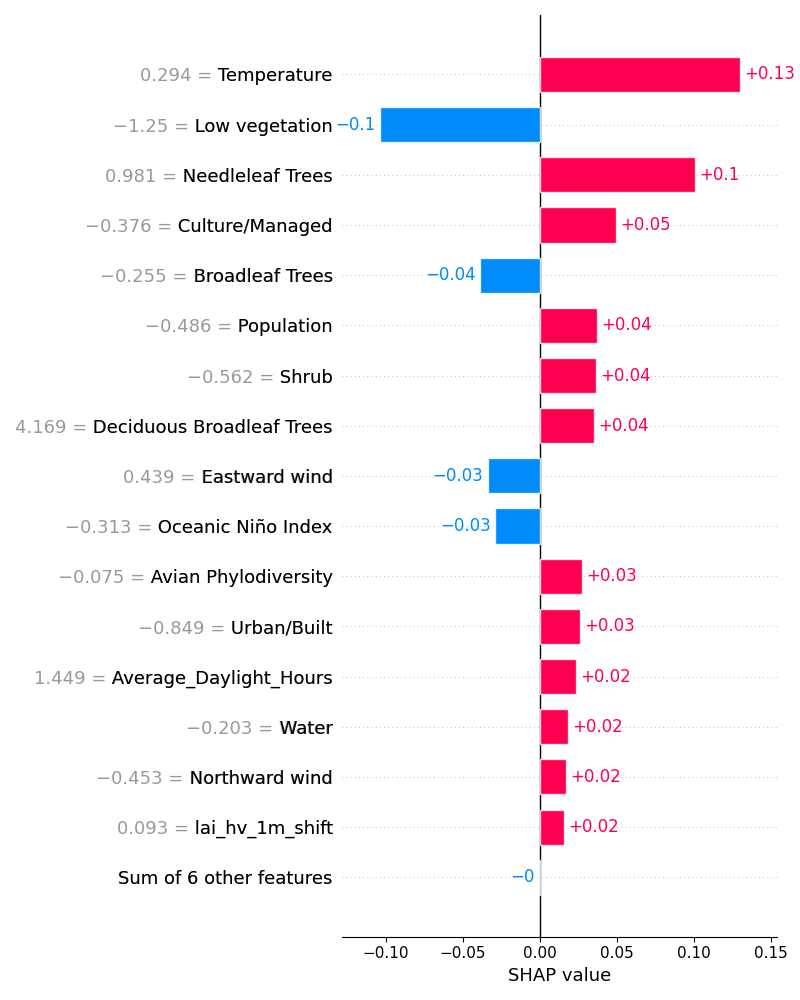 0.294 = Temperature +0.13
−1.25 = Low vegetation −0.1
0.981 = Needleleaf Trees +0.1
−0.376 = Culture/Managed +0.05
−0.255 = Broadleaf Trees −0.04
−0.486 = Population +0.04
−0.562 = Shrub +0.04
4.169 = Deciduous Broadleaf Trees +0.04
0.439 = Eastward wind −0.03
−0.313 = Oceanic Niño Index −0.03
−0.075 = Avian Phylodiversity +0.03
−0.849 = Urban/Built +0.03
1.449 = Average_Daylight_Hours +0.02
−0.203 = Water +0.02
−0.453 = Northward wind +0.02
0.093 = lai_hv_1m_shift +0.02
Sum of 6 other features −0
−0.10 −0.05 0.00 0.05 0.10 0.15
SHAP value